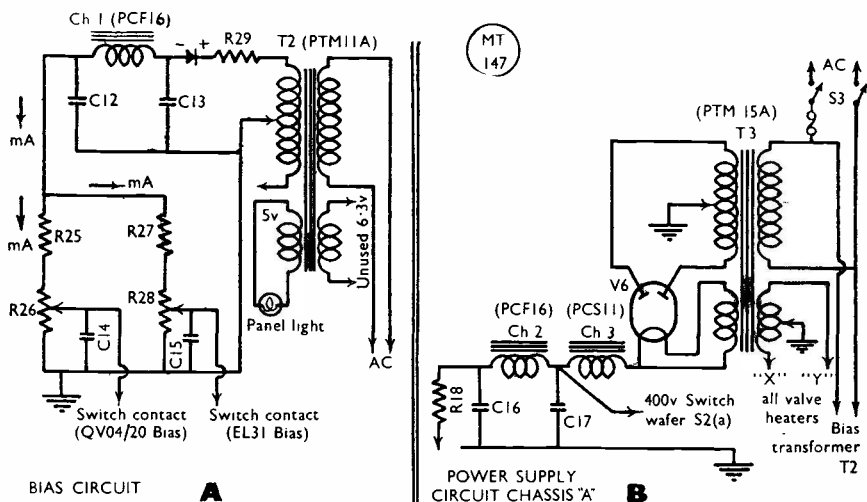 Ch 1 (PCF16)
- +
R29
T2 (PTM11A)
C12
C13
mA
mA
mA
R25
R27
R26
R28
C14
C15
5v
Unused 6·3v
Panel light
AC
Switch contact
(QV04/20 Bias)
Switch contact
(EL31 Bias)
BIAS CIRCUIT
A
MT
147
AC
S3
(PTM 15A)
T3
V6
(PCF16)
Ch 2
(PCS11)
Ch 3
R18
C16
C17
400v Switch
wafer S2(a)
"X" "Y"
all valve
heaters
Bias
transformer
T2
POWER SUPPLY
CIRCUIT CHASSIS "A"
B